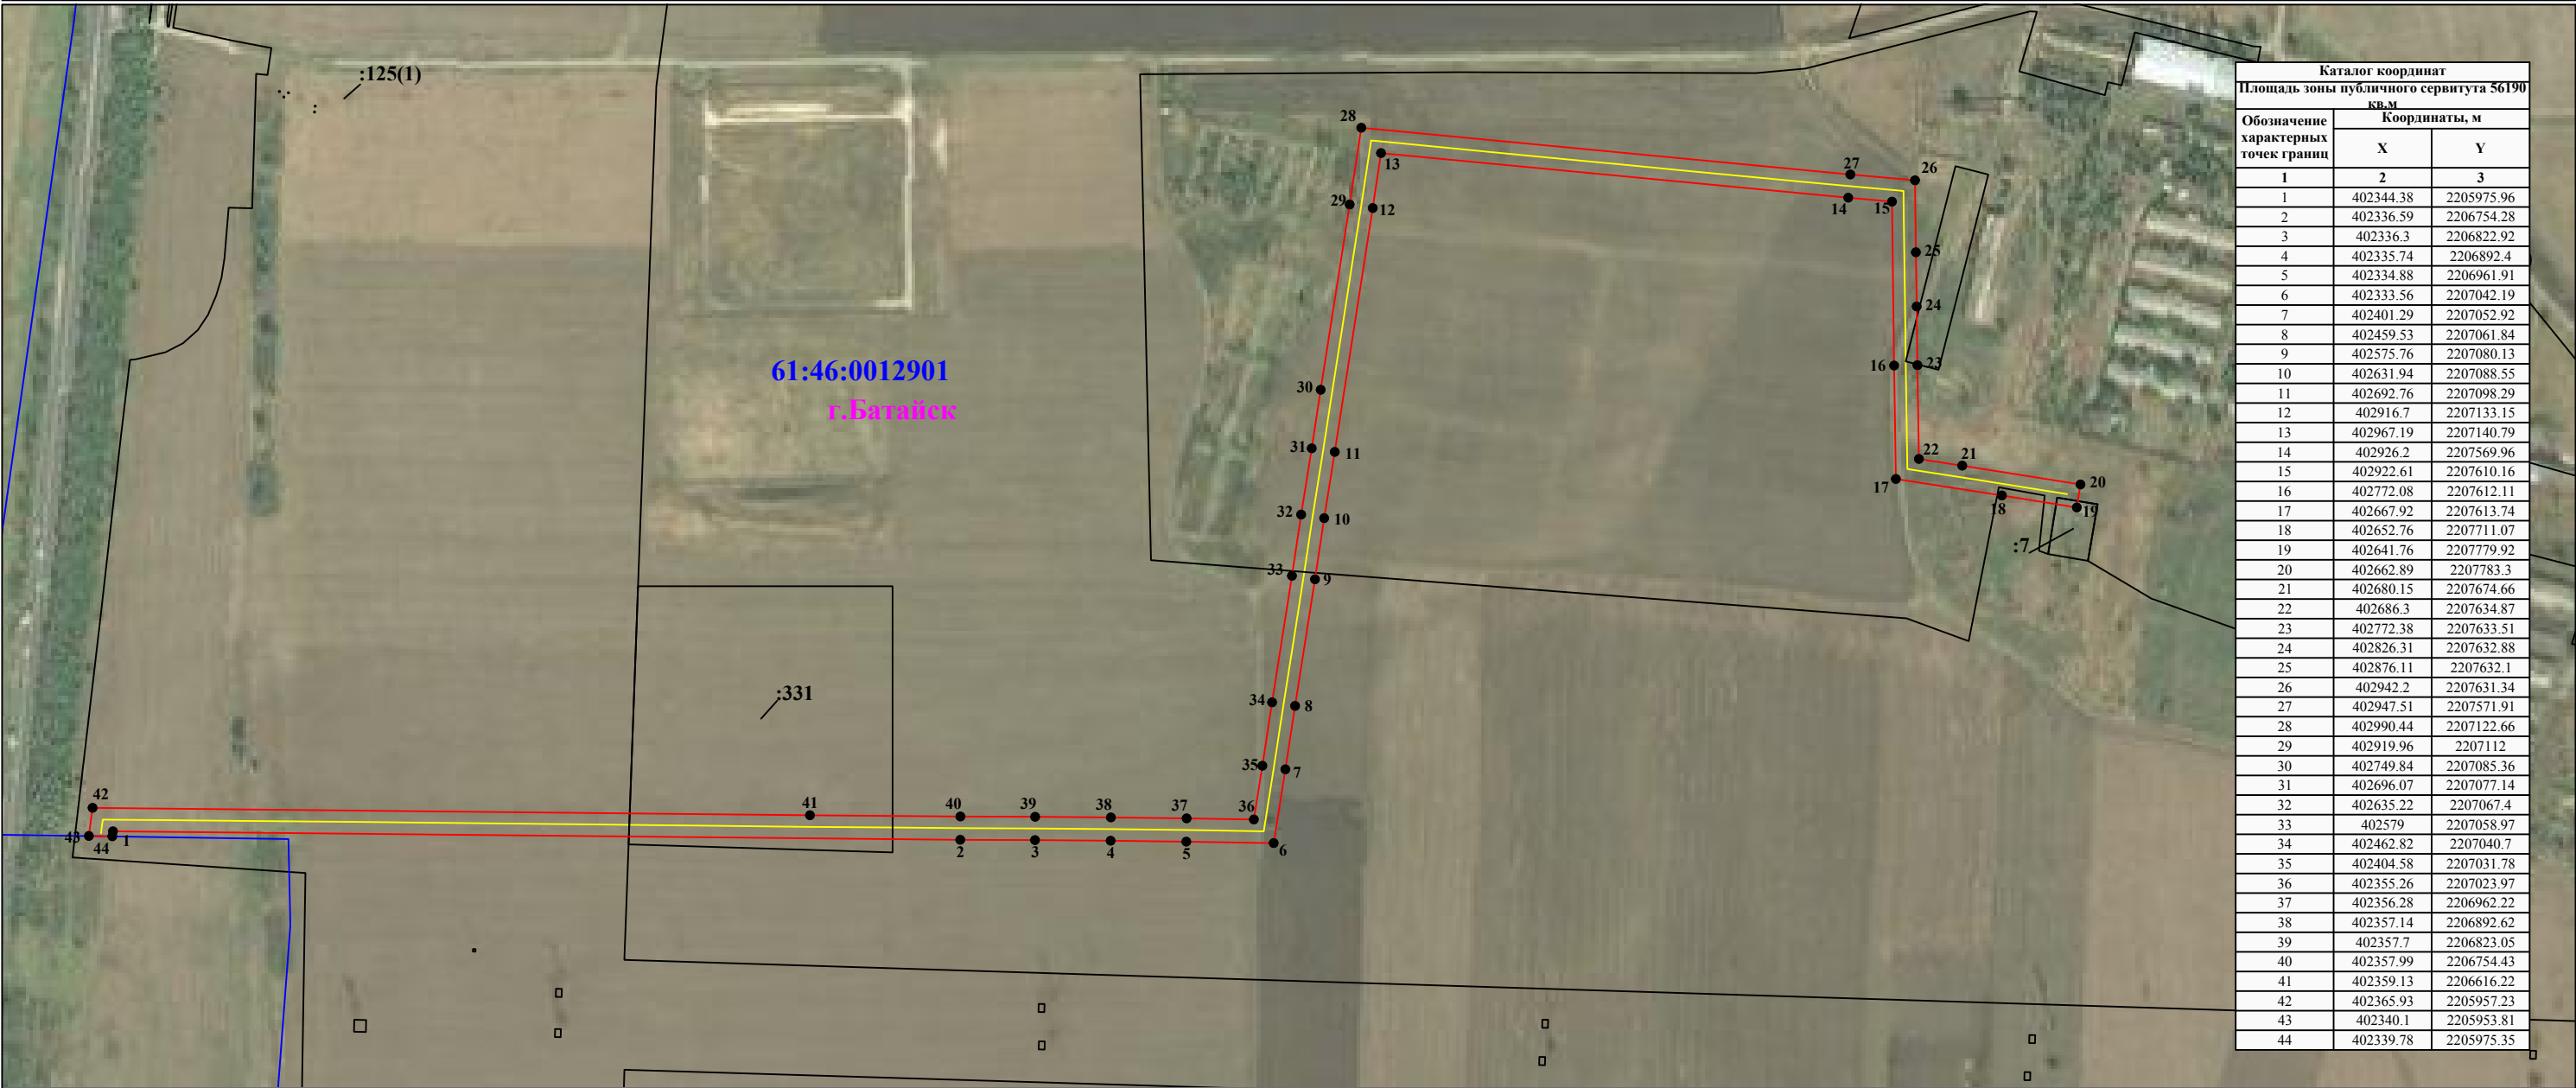 :125(1)
28
13
27
26
29
12
14
15
25
24
61:46:0012901
г.Батайск
30
16
23
31
11
22
21
17
20
32
10
18
19
:7
33
9
:331
34
8
35
7
42
41
40
39
38
37
36
43
44
1
2
3
4
5
6
Каталог координат
Площадь зоны публичного сервитута 56190
кв.м
Обозначение характерных точек границ
Координаты, м
X Y
1 2 3
1 402344.38 2205975.96
2 402336.59 2206754.28
3 402336.3 2206822.92
4 402335.74 2206892.4
5 402334.88 2206961.91
6 402333.56 2207042.19
7 402401.29 2207052.92
8 402459.53 2207061.84
9 402575.76 2207080.13
10 402631.94 2207088.55
11 402692.76 2207098.29
12 402916.7 2207133.15
13 402967.19 2207140.79
14 402926.2 2207569.96
15 402922.61 2207610.16
16 402772.08 2207612.11
17 402667.92 2207613.74
18 402652.76 2207711.07
19 402641.76 2207779.92
20 402662.89 2207783.3
21 402680.15 2207674.66
22 402686.3 2207634.87
23 402772.38 2207633.51
24 402826.31 2207632.88
25 402876.11 2207632.1
26 402942.2 2207631.34
27 402947.51 2207571.91
28 402990.44 2207122.66
29 402919.96 2207112
30 402749.84 2207085.36
31 402696.07 2207077.14
32 402635.22 2207067.4
33 402579 2207058.97
34 402462.82 2207040.7
35 402404.58 2207031.78
36 402355.26 2207023.97
37 402356.28 2206962.22
38 402357.14 2206892.62
39 402357.7 2206823.05
40 402357.99 2206754.43
41 402359.13 2206616.22
42 402365.93 2205957.23
43 402340.1 2205953.81
44 402339.78 2205975.35